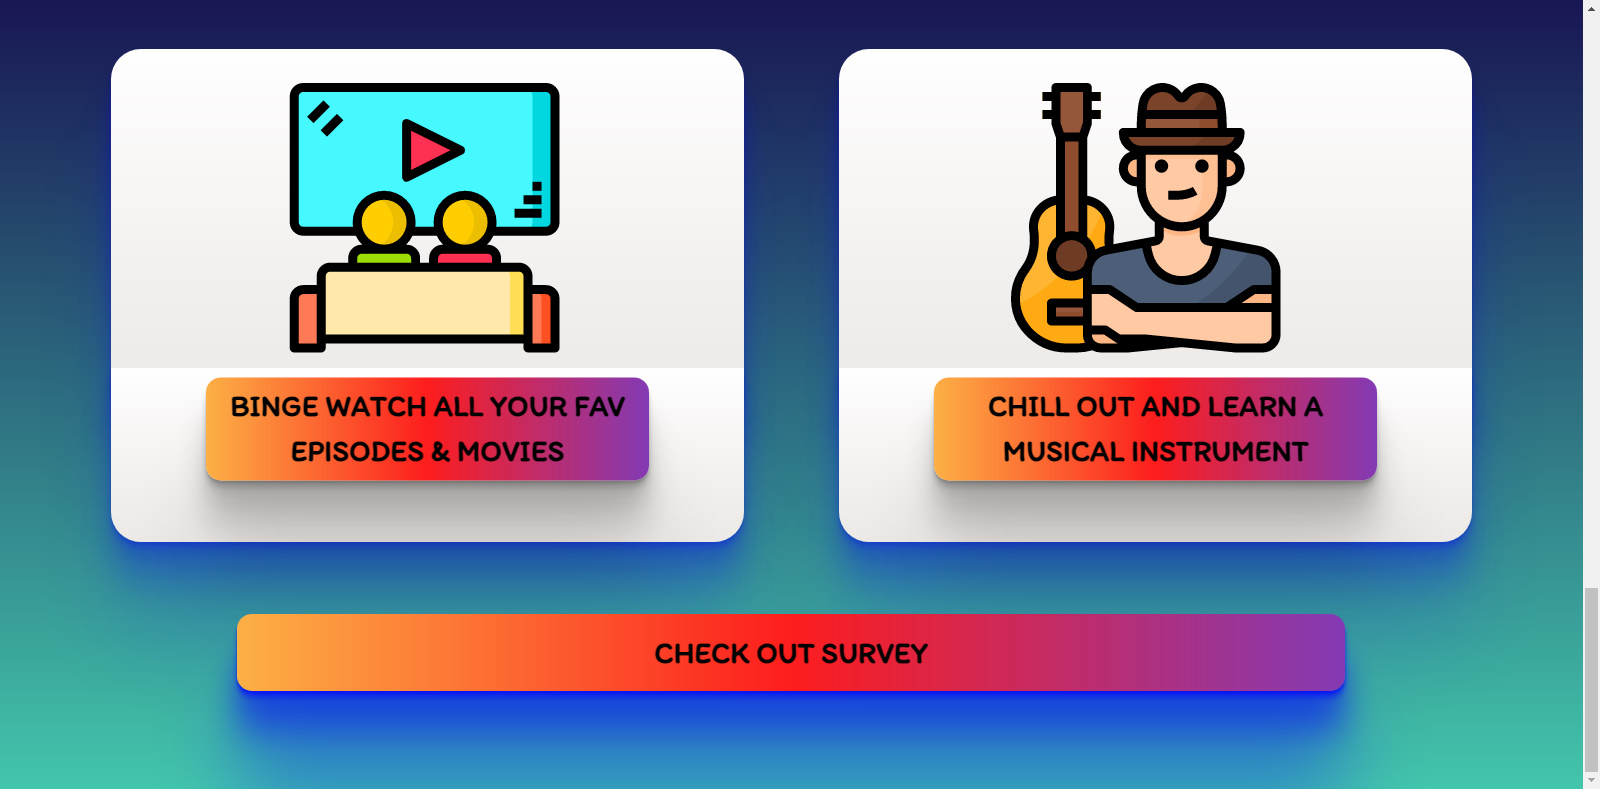 BINGE WATCH ALL YOUR FAV
EPISODES & MOVIES
CHILL OUT AND LEARN A
MUSICAL INSTRUMENT
CHECK OUT SURVEY